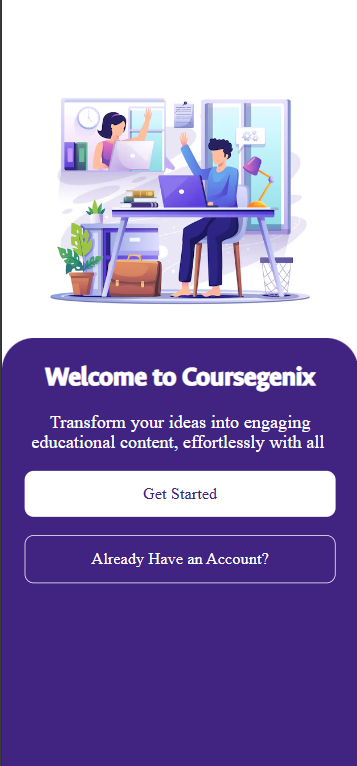 Welcome to Coursegenix
Transform your ideas into engaging
educational content, effortlessly with all
Get Started
Already Have an Account?